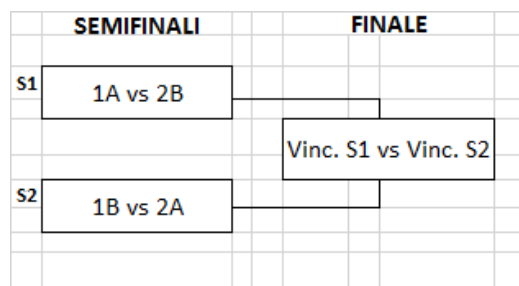 SEMIFINALI FINALE
S1 1A vs 2B
Vinc. S1 vs Vinc. S2
S2 1B vs 2A